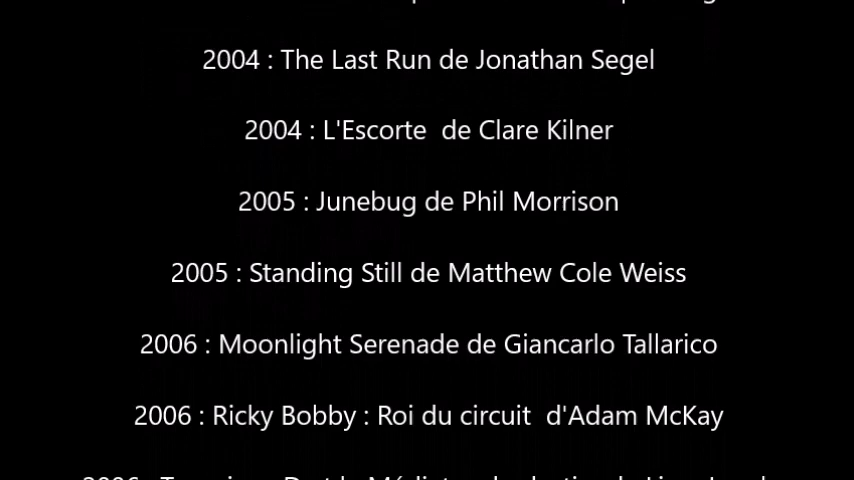 2004 : The Last Run de Jonathan Segel
2004 : L'Escorte  de Clare Kilner
2005 : Junebug de Phil Morrison
2005 : Standing Still de Matthew Cole Weiss
2006 : Moonlight Serenade de Giancarlo Tallarico
2006 : Ricky Bobby : Roi du circuit  d'Adam McKay